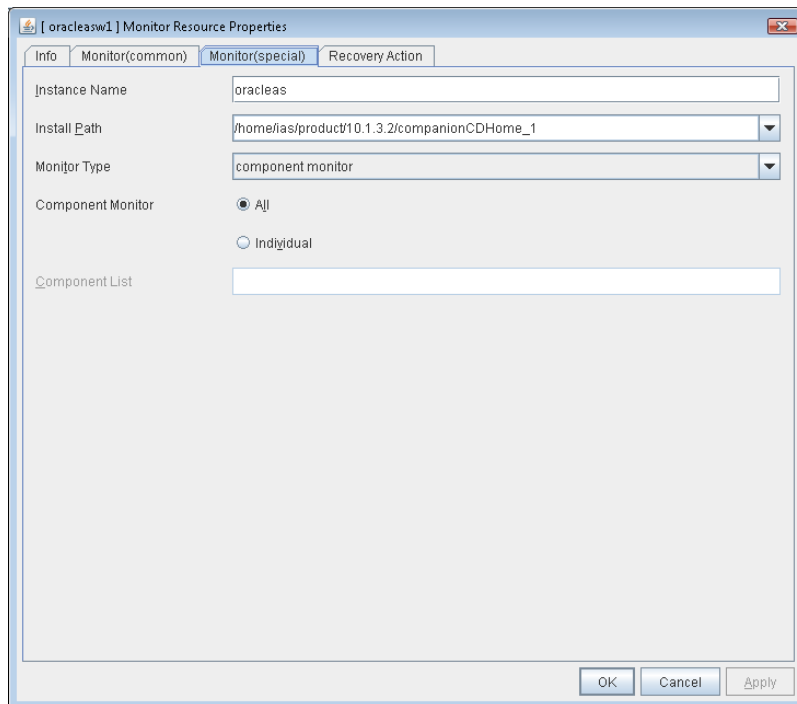 [ oracleasw1 ] Monitor Resource Properties
Info Monitor(common) Monitor(special) Recovery Action
Instance Name oracleas
Install Path /home/ias/product/10.1.3.2/companionCDHome_1
Monitor Type component monitor
Component Monitor All
Individual
Component List
OK Cancel Apply